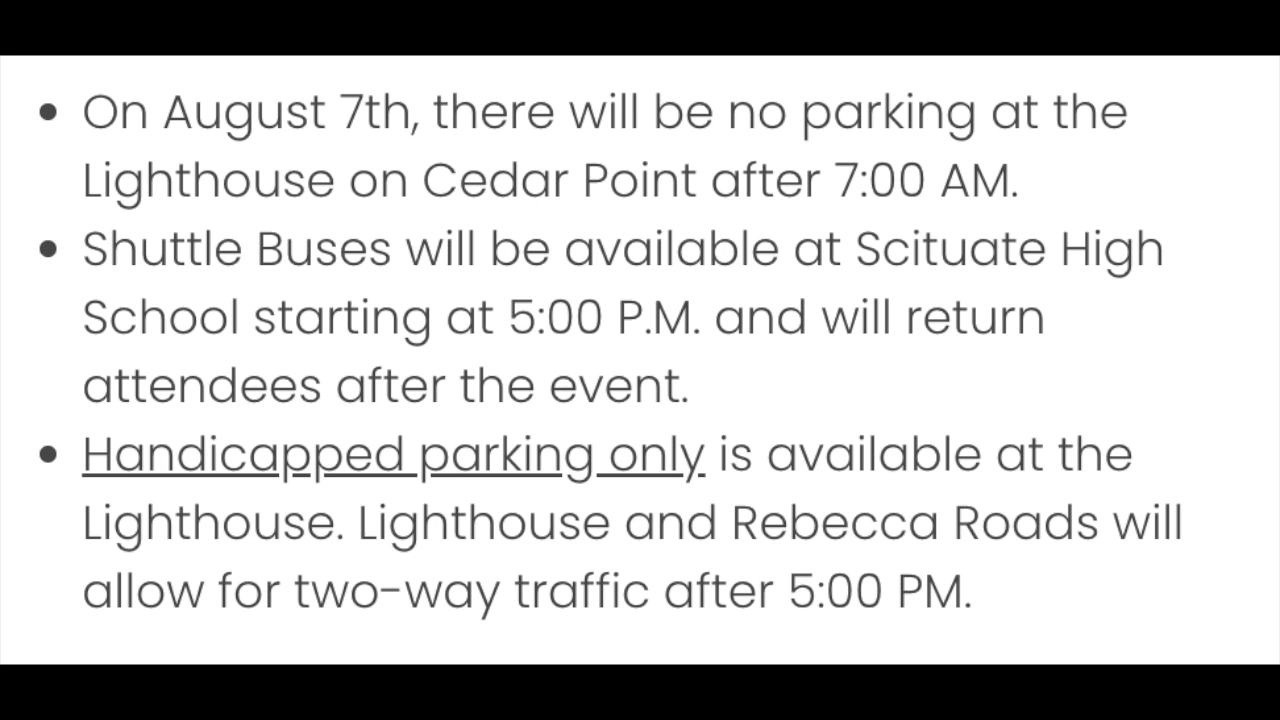 • On August 7th, there will be no parking at the
Lighthouse on Cedar Point after 7:00 AM.
• Shuttle Buses will be available at Scituate High
School starting at 5:00 P.M. and will return
attendees after the event.
• Handicapped parking only is available at the
Lighthouse. Lighthouse and Rebecca Roads will
allow for two-way traffic after 5:00 PM.